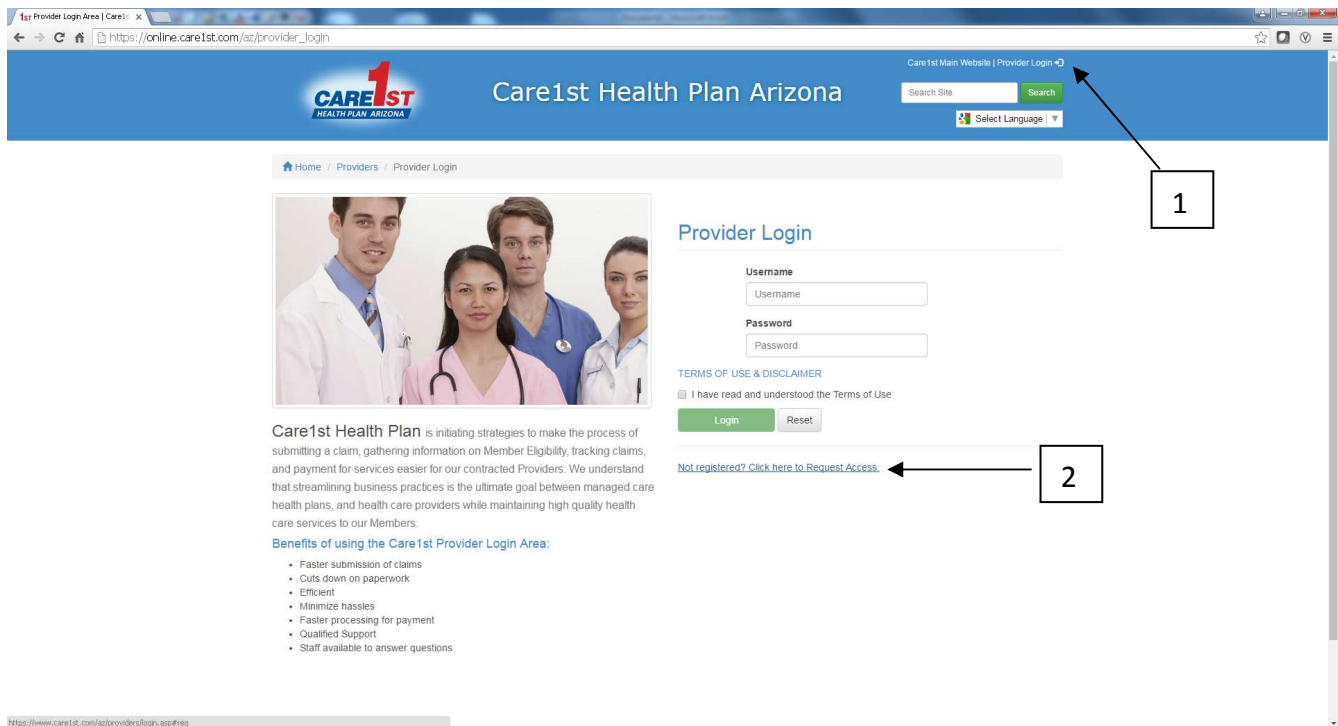 1ST Provider Login Area | Care1s
https://online.care1st.com/az/provider_login
Care1st Main Website | Provider Login
CARE 1ST
HEALTH PLAN ARIZONA
Care1st Health Plan Arizona
Search Site
Search
Select Language
Home / Providers / Provider Login
1
Provider Login
Username
Username
Password
Password
TERMS OF USE & DISCLAIMER
I have read and understood the Terms of Use
Login
Reset
Not registered? Click here to Request Access.
2
Care1st Health Plan is initiating strategies to make the process of
submitting a claim, gathering information on Member Eligibility, tracking claims,
and payment for services easier for our contracted Providers. We understand
that streamlining business practices is the ultimate goal between managed care
health plans, and health care providers while maintaining high quality health
care services to our Members.
Benefits of using the Care1st Provider Login Area:
• Faster submission of claims
• Cuts down on paperwork
• Efficient
• Minimize hassles
• Faster processing for payment
• Qualified Support
• Staff available to answer questions
https://www.care1st.com/az/providers/login.asp#req